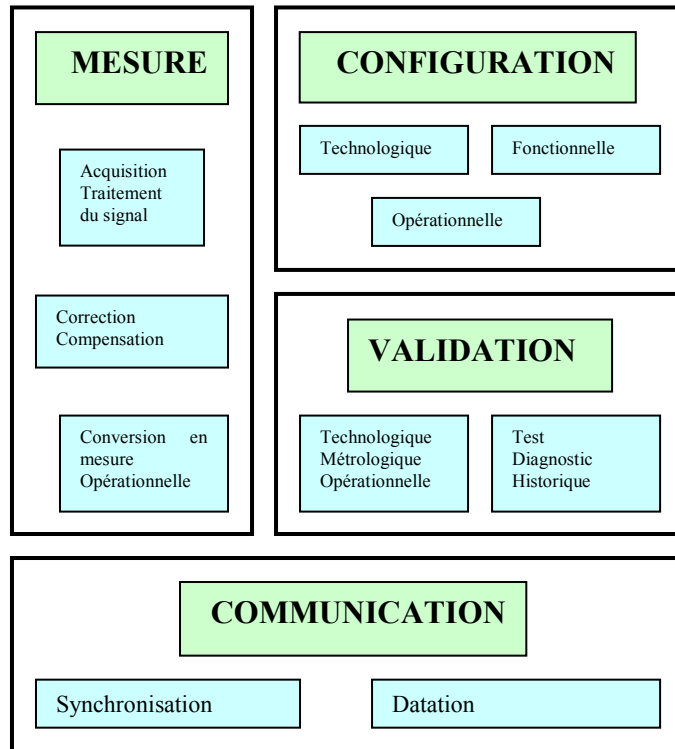 MESURE
Acquisition
Traitement
du signal
Correction
Compensation
Conversion en
mesure
Opérationnelle
CONFIGURATION
Technologique
Fonctionnelle
Opérationnelle
VALIDATION
Technologique
Métrologique
Opérationnelle
Test
Diagnostic
Historique
COMMUNICATION
Synchronisation
Datation